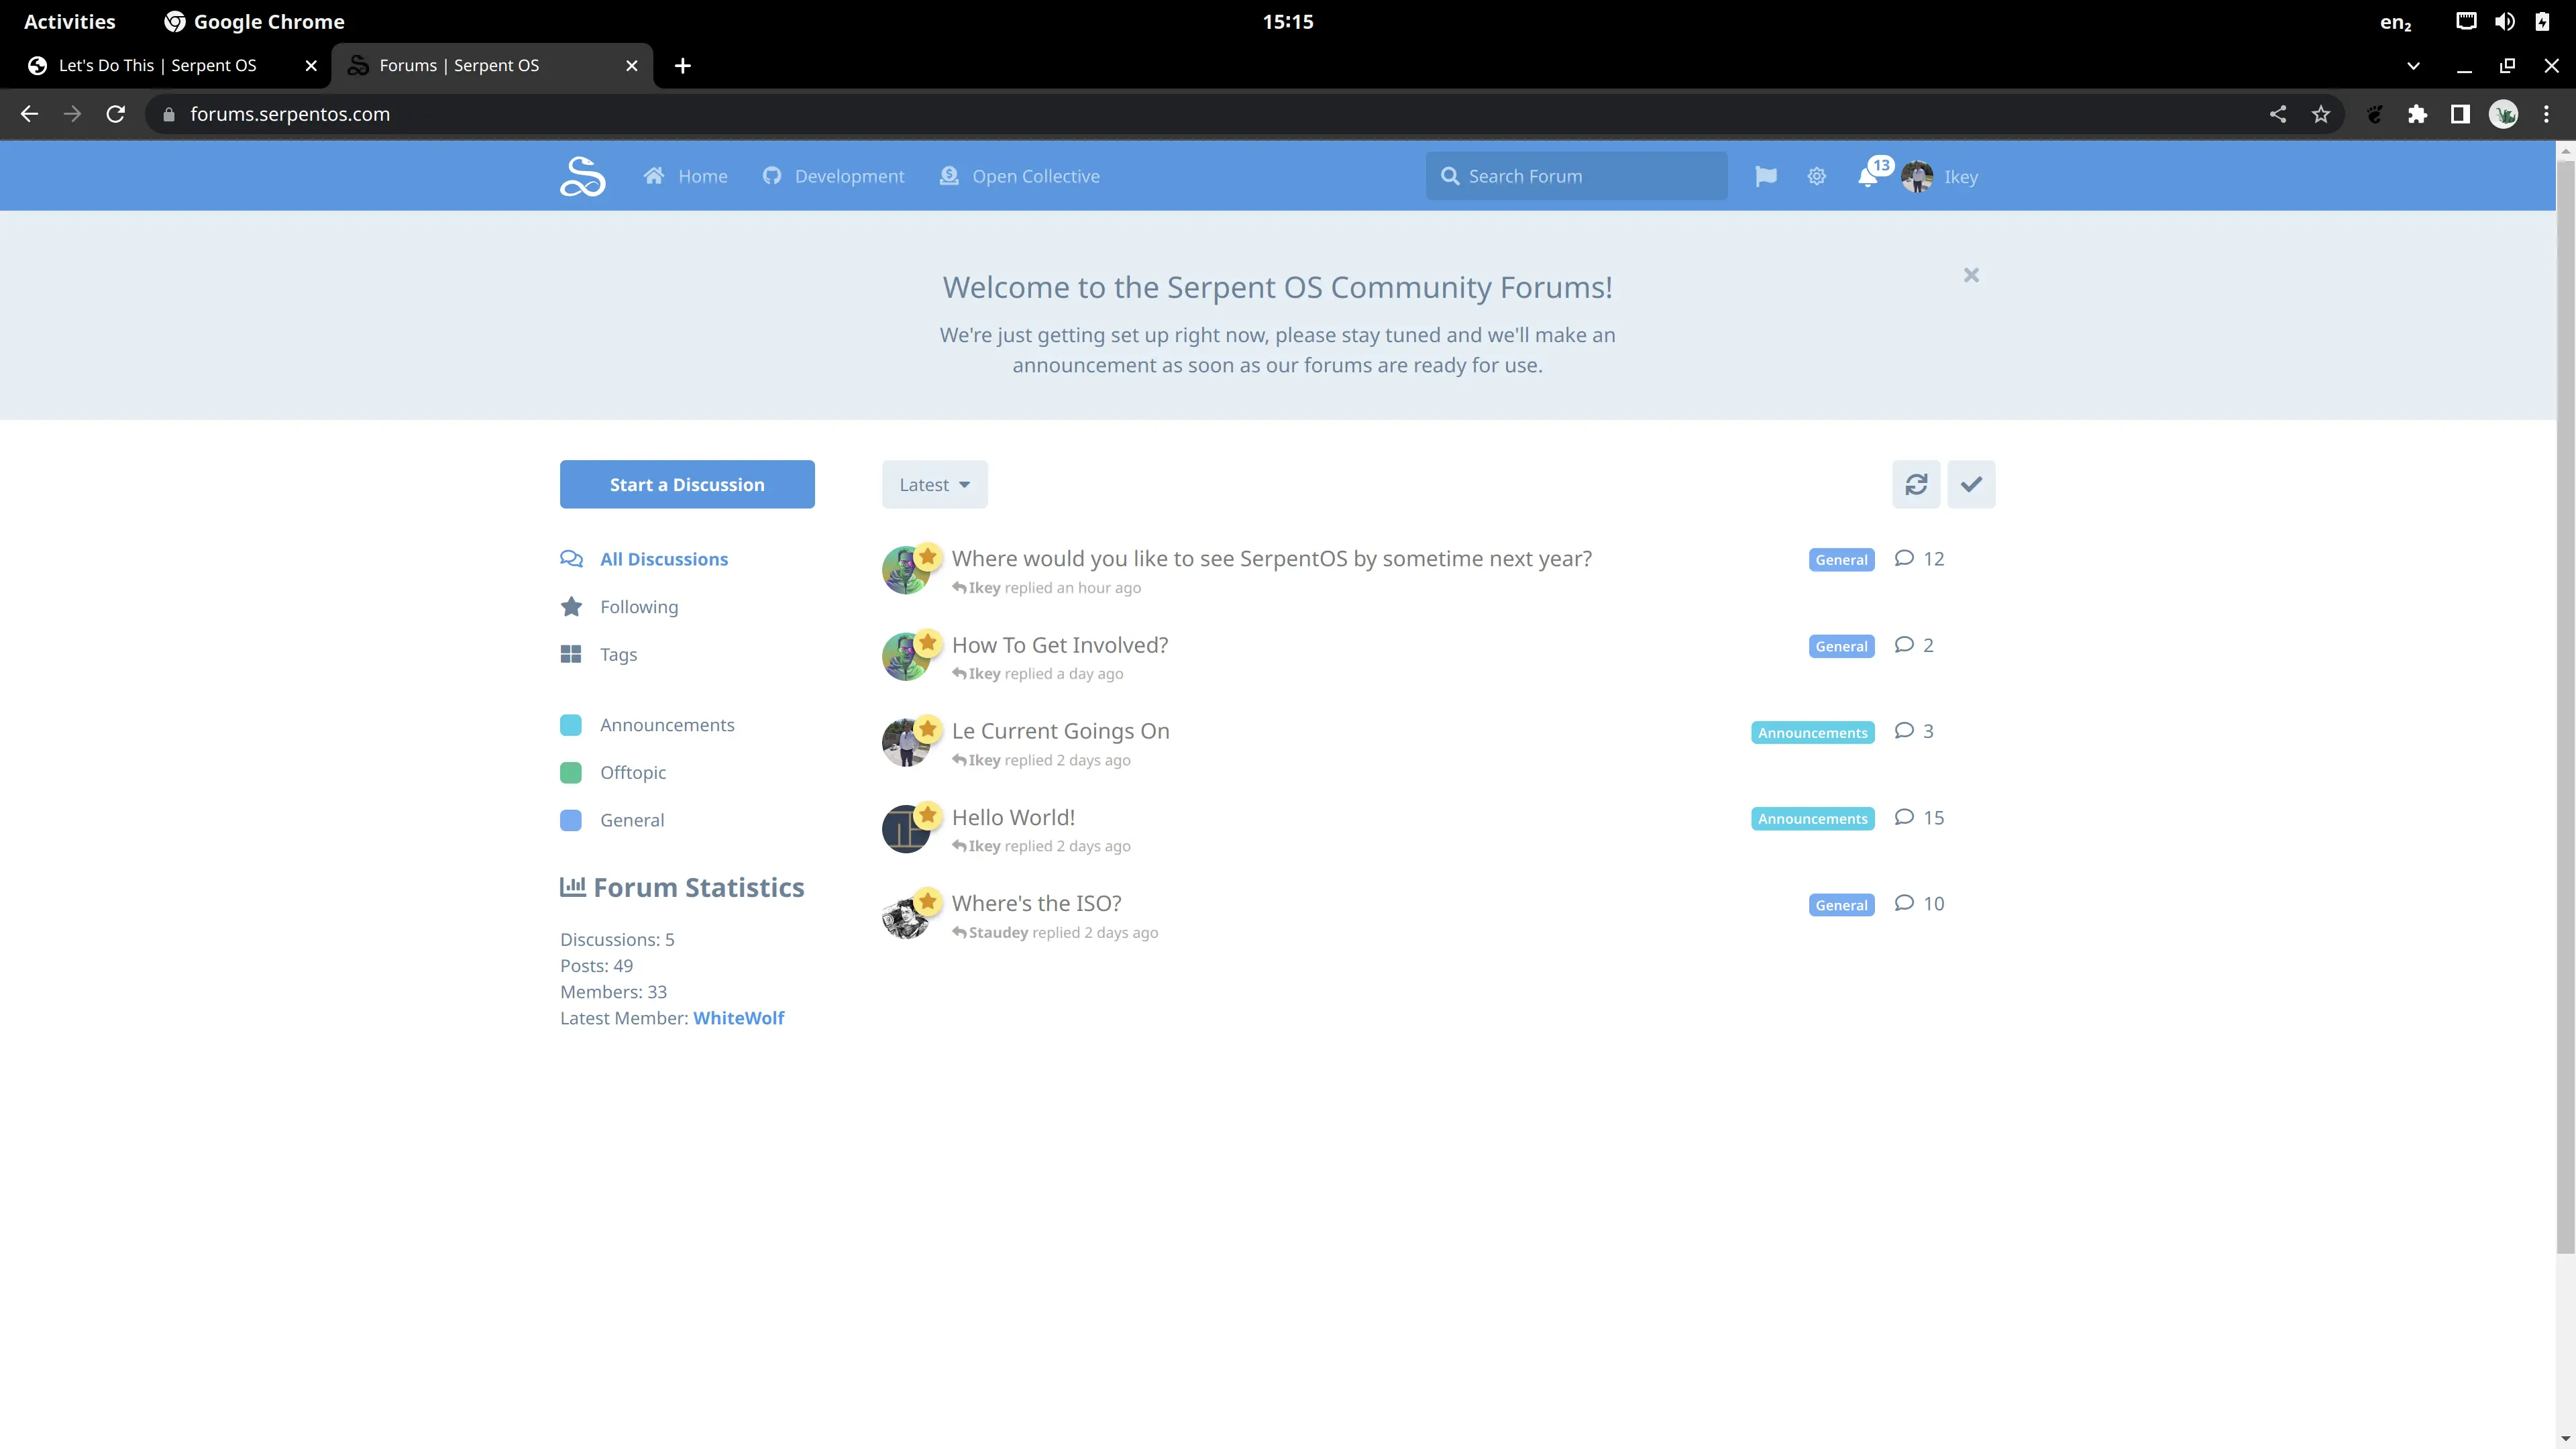 Activities
Google Chrome
15:15
en₂
Let's Do This | Serpent OS
Forums | Serpent OS
forums.serpentos.com
Home
Development
Open Collective
Search Forum
13
Ikey
Welcome to the Serpent OS Community Forums!
We're just getting set up right now, please stay tuned and we'll make an
announcement as soon as our forums are ready for use.
Start a Discussion
All Discussions
Following
Tags
Announcements
Offtopic
General
Forum Statistics
Discussions: 5
Posts: 49
Members: 33
Latest Member: WhiteWolf
Latest
Where would you like to see SerpentOS by sometime next year?
General
12
Ikey replied an hour ago
How To Get Involved?
General
2
Ikey replied a day ago
Le Current Goings On
Announcements
3
Ikey replied 2 days ago
Hello World!
Announcements
15
Ikey replied 2 days ago
Where's the ISO?
General
10
Staudey replied 2 days ago